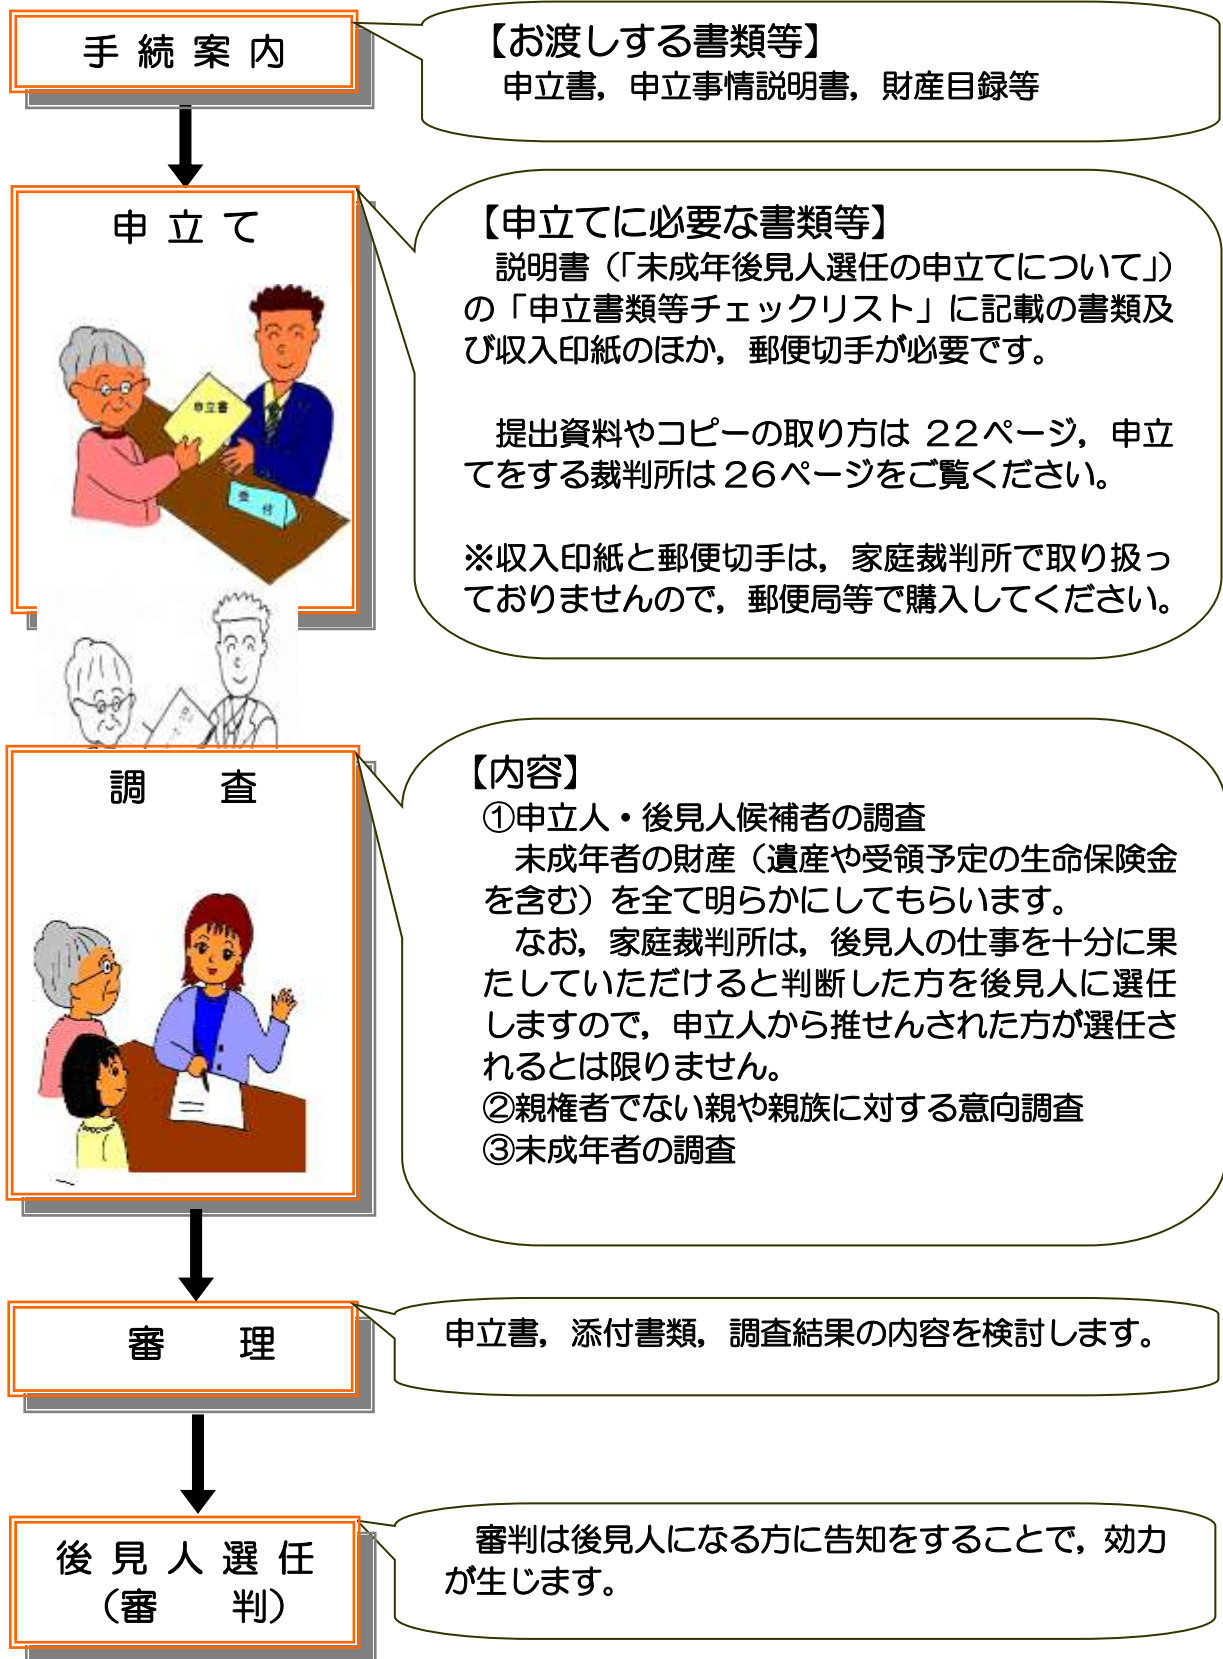 手 続 案 内
【お渡しする書類等】
申立書，申立事情説明書，財産目録等
申 立 て
申立書
受 付
【申立てに必要な書類等】
説明書（「未成年後見人選任の申立てについて」）
の「申立書類等チェックリスト」に記載の書類及
び収入印紙のほか，郵便切手が必要です。
提出資料やコピーの取り方は 22ページ，申立
てをする裁判所は26ページをご覧ください。
※収入印紙と郵便切手は，家庭裁判所で取り扱っ
ておりませんので，郵便局等で購入してください。
調　査
【内容】
①申立人・後見人候補者の調査
未成年者の財産（遺産や受領予定の生命保険金
を含む）を全て明らかにしてもらいます。
なお，家庭裁判所は，後見人の仕事を十分に果
たしていただけると判断した方を後見人に選任
しますので，申立人から推せんされた方が選任さ
れるとは限りません。
②親権者でない親や親族に対する意向調査
③未成年者の調査
審　理
申立書，添付書類，調査結果の内容を検討します。
後 見 人 選 任
（審　判）
審判は後見人になる方に告知をすることで，効力
が生じます。